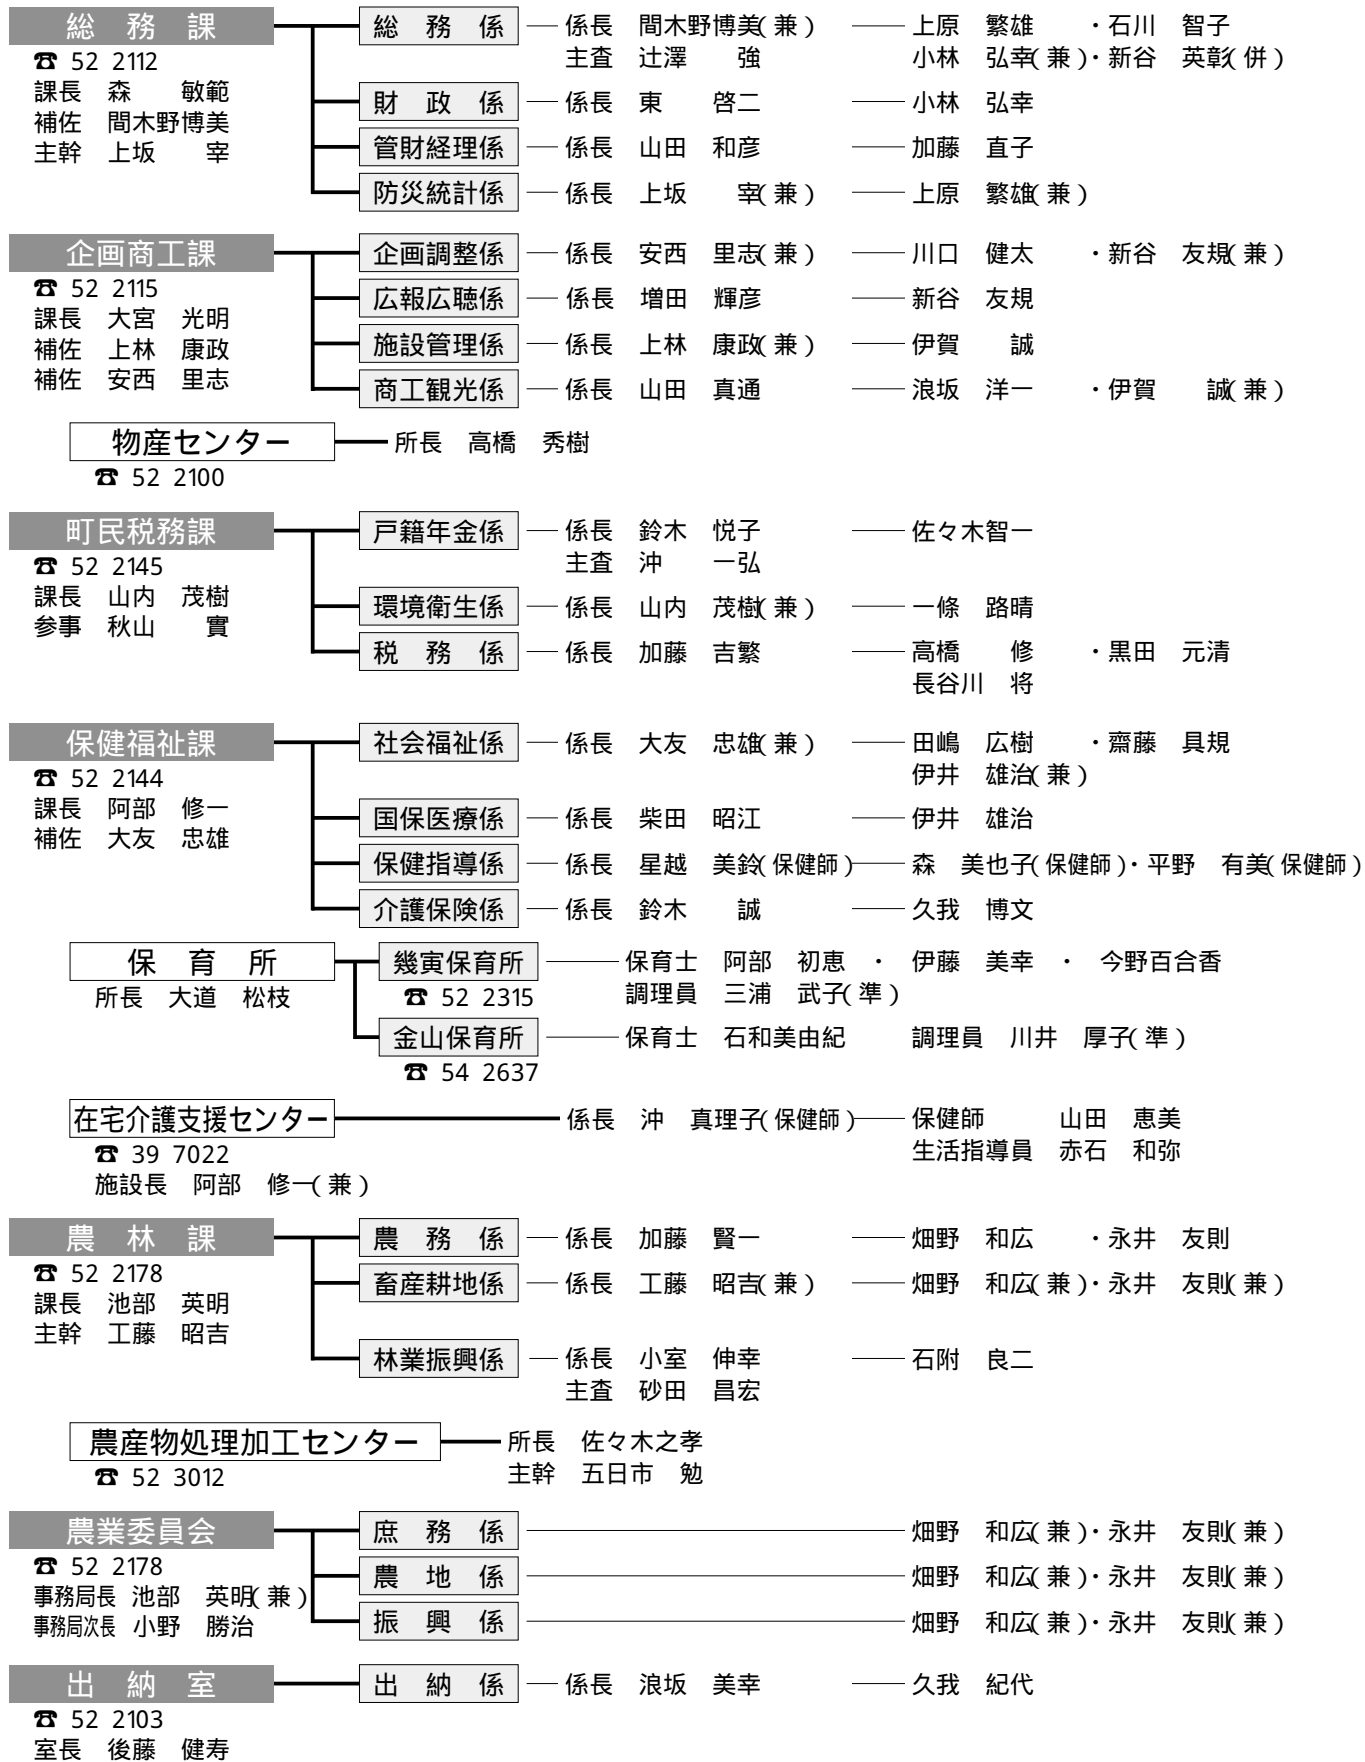 総務課　総務係　係長　間木野博美(兼)　上原　繁雄　・石川　智子
☎ 52 2112　主査　辻澤　強　小林　弘幸(兼)・新谷　英彰(併)
課長　森　敏範
補佐　間木野博美　財政係　係長　東　啓二　小林　弘幸
主幹　上坂　宰　管財経理係　係長　山田　和彦　加藤　直子
防災統計係　係長　上坂　宰(兼)　上原　繁雄(兼)
企画商工課　企画調整係　係長　安西　里志(兼)　川口　健太　・新谷　友規(兼)
☎ 52 2115　広報広聴係　係長　増田　輝彦　新谷　友規
課長　大宮　光明
補佐　上林　康政　施設管理係　係長　上林　康政(兼)　伊賀　誠
補佐　安西　里志　商工観光係　係長　山田　真通　浪坂　洋一　・伊賀　誠(兼)
物産センター　所長　高橋　秀樹
☎ 52 2100
町民税務課　戸籍年金係　係長　鈴木　悦子　佐々木智一
☎ 52 2145　主査　沖　一弘
課長　山内　茂樹　環境衛生係　係長　山内　茂樹(兼)　一條　路晴
参事　秋山　實　税務係　係長　加藤　吉繁　高橋　修　・黒田　元清
長谷川　将
保健福祉課　社会福祉係　係長　大友　忠雄(兼)　田嶋　広樹　・齋藤　具規
☎ 52 2144　伊井　雄治(兼)
課長　阿部　修一　国保医療係　係長　柴田　昭江　伊井　雄治
補佐　大友　忠雄　保健指導係　係長　星越　美鈴(保健師)　森　美也子(保健師)・平野　有美(保健師)
介護保険係　係長　鈴木　誠　久我　博文
保育所　幾寅保育所　保育士　阿部　初恵　・　伊藤　美幸　・　今野百合香
所長　大道　松枝　☎ 52 2315　調理員　三浦　武子(準)
金山保育所　保育士　石和美由紀　調理員　川井　厚子(準)
☎ 54 2637
在宅介護支援センター　係長　沖　真理子(保健師)　保健師　山田　恵美
☎ 39 7022　生活指導員　赤石　和弥
施設長　阿部　修一(兼)
農林課　農務係　係長　加藤　賢一　畑野　和広　・永井　友則
☎ 52 2178　畜産耕地係　係長　工藤　昭吉(兼)　畑野　和広(兼)・永井　友則(兼)
課長　池部　英明
主幹　工藤　昭吉　林業振興係　係長　小室　伸幸　石附　良二
主査　砂田　昌宏
農産物処理加工センター　所長　佐々木之孝
☎ 52 3012　主幹　五日市　勉
農業委員会　庶務係　畑野　和広(兼)・永井　友則(兼)
☎ 52 2178　農地係　畑野　和広(兼)・永井　友則(兼)
事務局長　池部　英明(兼)
事務局次長　小野　勝治　振興係　畑野　和広(兼)・永井　友則(兼)
出納室　出納係　係長　浪坂　美幸　久我　紀代
☎ 52 2103
室長　後藤　健寿